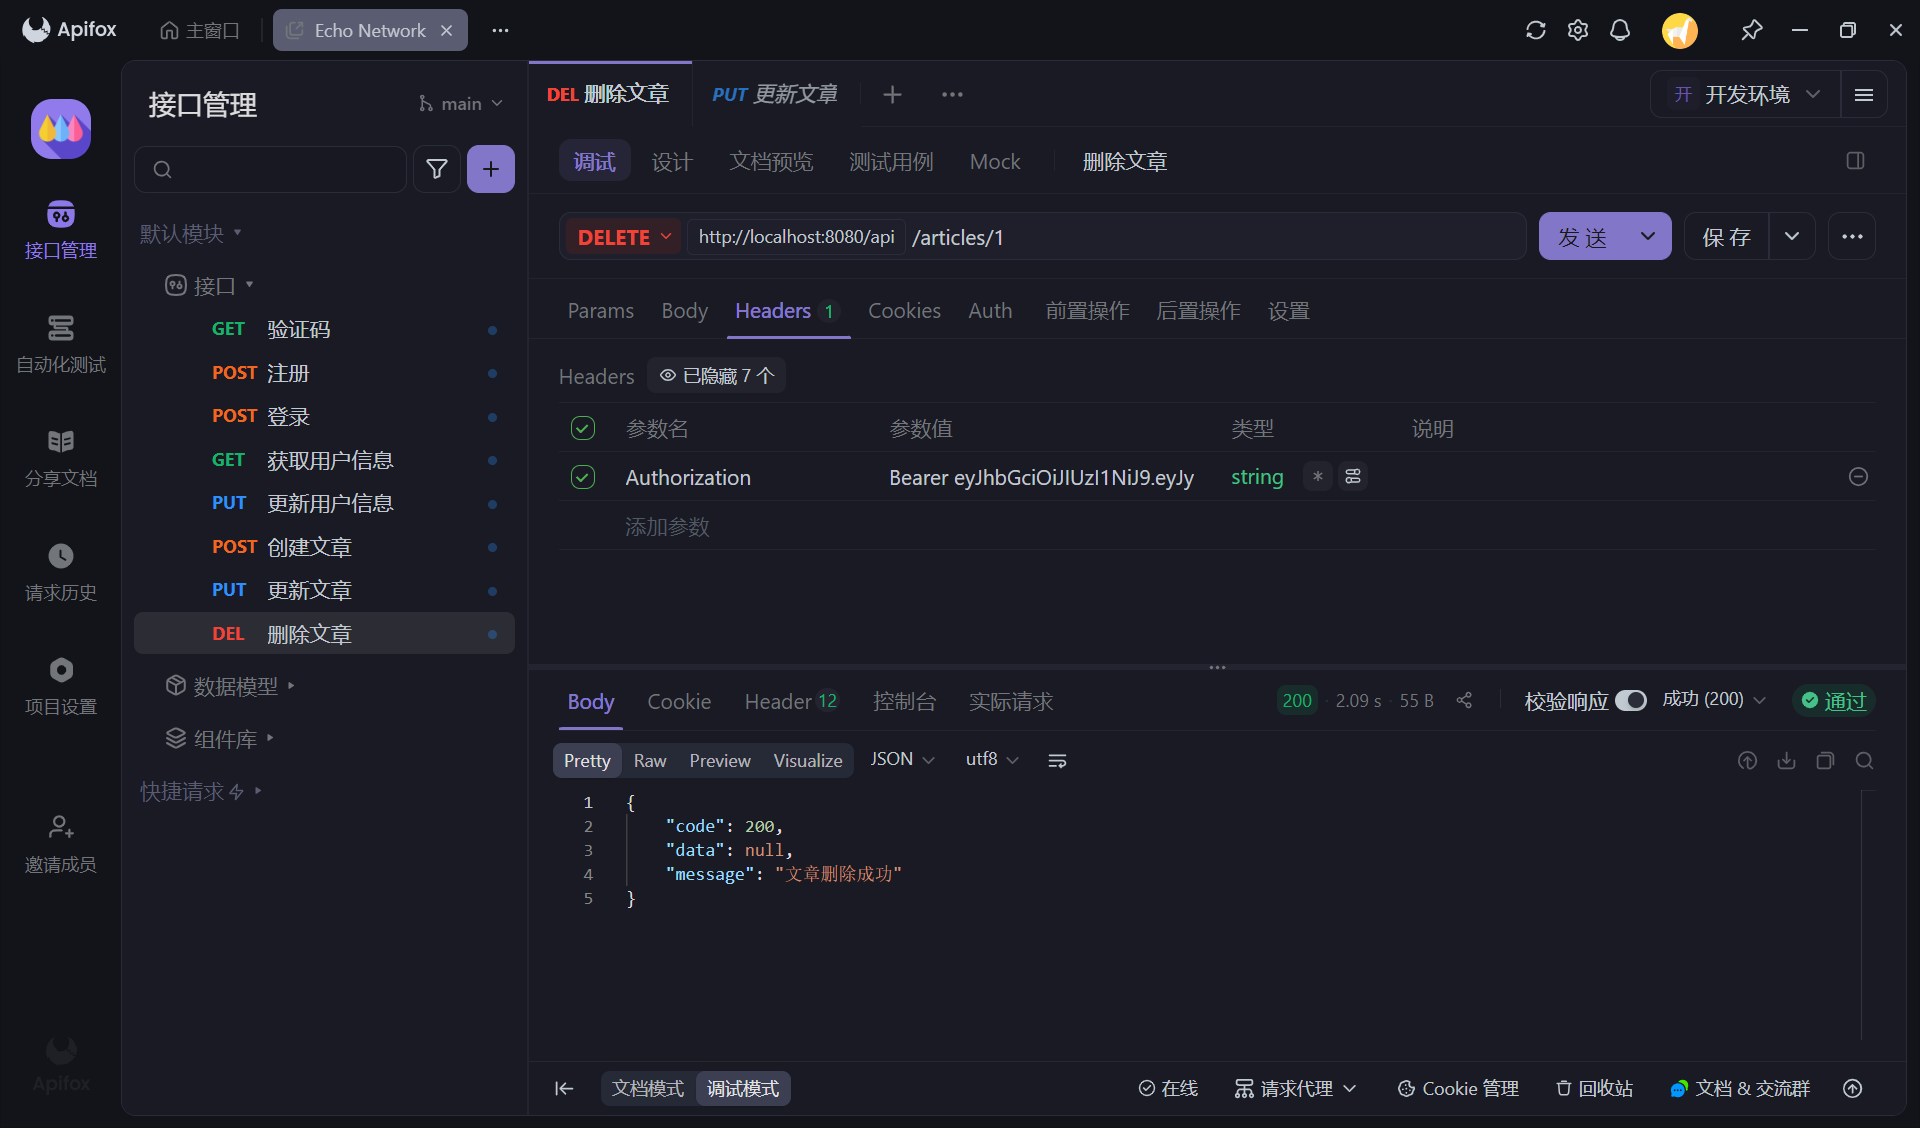 Apifox
主窗口
Echo Network
接口管理
main
DEL 删除文章
PUT 更新文章
开 开发环境
调试
设计
文档预览
测试用例
Mock
删除文章
接口管理
自动化测试
分享文档
请求历史
项目设置
邀请成员
Apifox
默认模块
接口
GET 验证码
POST 注册
POST 登录
GET 获取用户信息
PUT 更新用户信息
POST 创建文章
PUT 更新文章
DEL 删除文章
数据模型
组件库
快捷请求
DELETE http://localhost:8080/api /articles/1
发 送
保 存
Params Body Headers 1 Cookies Auth 前置操作 后置操作 设置
Headers 已隐藏 7 个
参数名 参数值 类型 说明
Authorization Bearer eyJhbGciOiJIUzI1NiJ9.eyJy string *
添加参数
Body Cookie Header 12 控制台 实际请求
200 · 2.09 s · 55 B 校验响应 成功 (200) 通过
Pretty Raw Preview Visualize JSON utf8
1 {
2 "code": 200,
3 "data": null,
4 "message": "文章删除成功"
5 }
文档模式 调试模式
在线 请求代理 Cookie 管理 回收站 文档 & 交流群